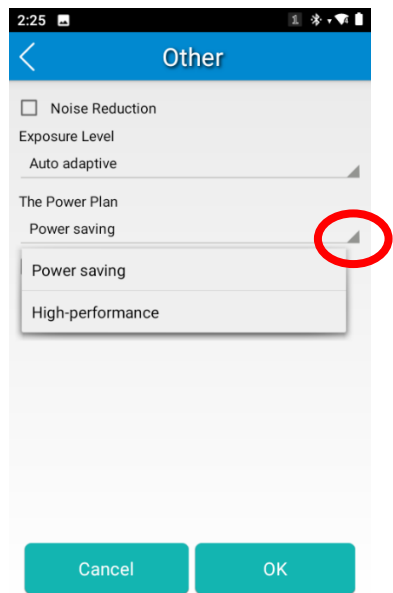 2:25
1
Other
Noise Reduction
Exposure Level
Auto adaptive
The Power Plan
Power saving
Power saving
High-performance
Cancel
OK